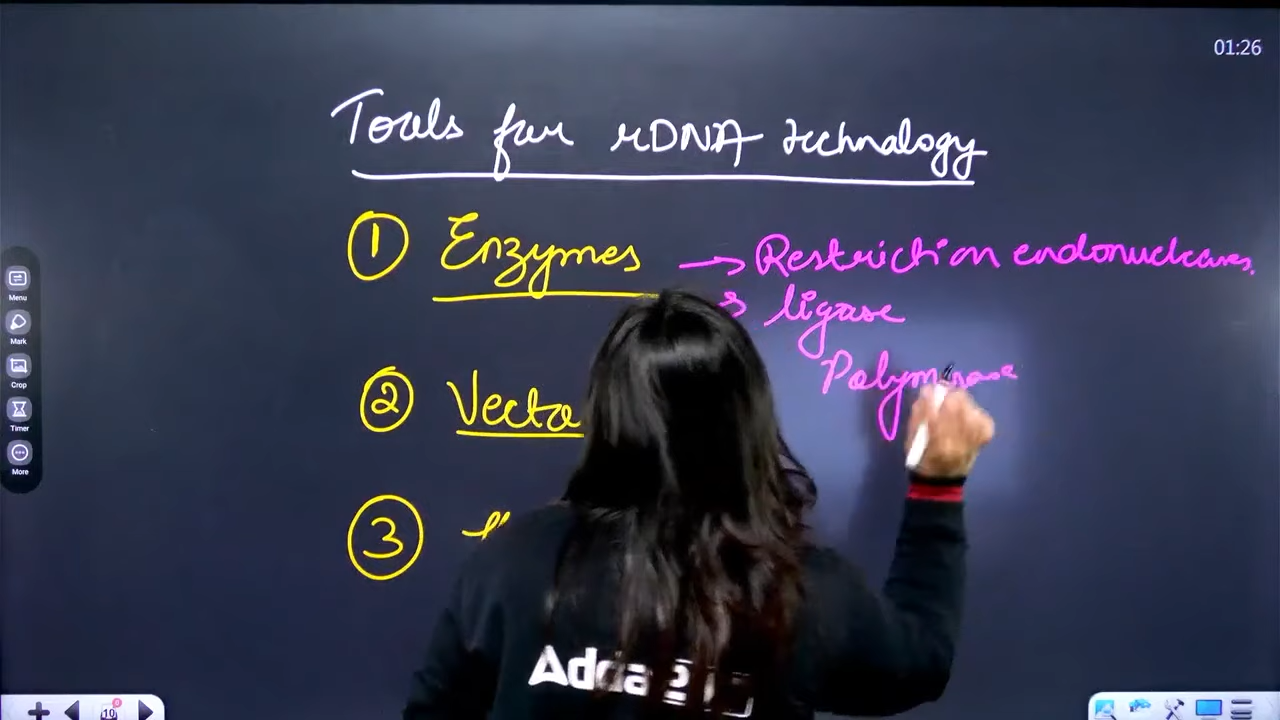 01:26
Tools for rDNA technology
1 Enzymes → Restriction endonucleases.
→ ligase
Polymerase
2 Vecto
3
Menu
Mark
Crop
Timer
More
Adda
10